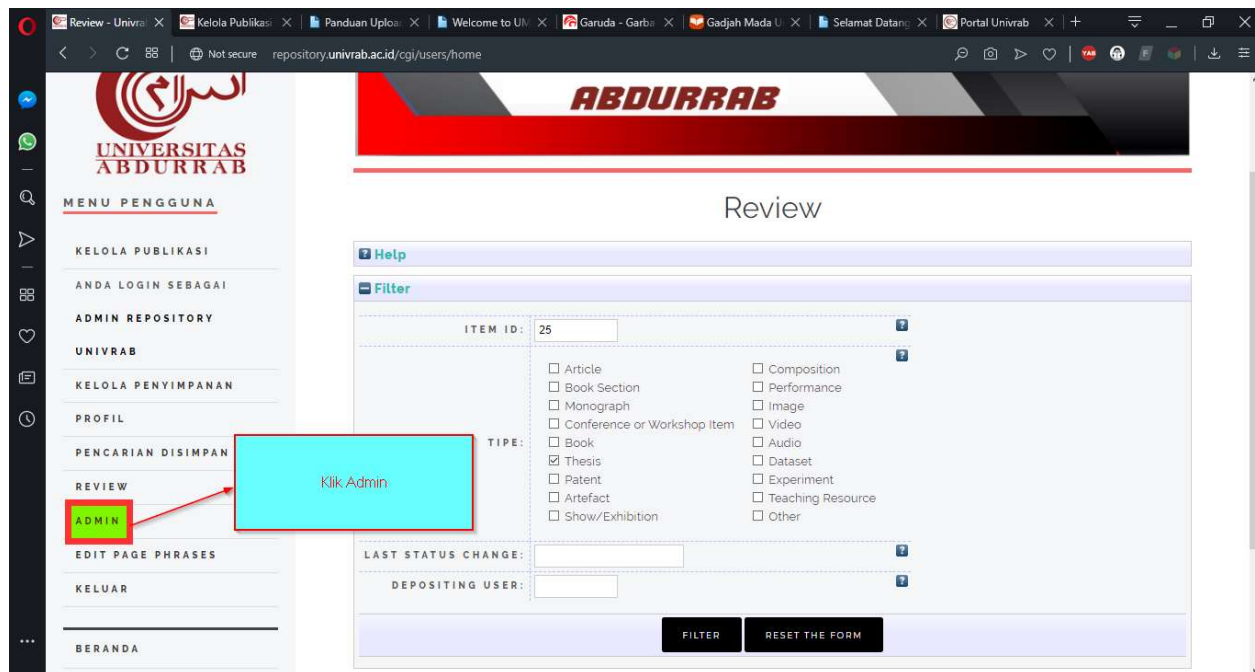 Review - Univra
Kelola Publikasi
Panduan Uploa
Welcome to UM
Garuda - Garba
Gadjah Mada U
Selamat Datang
Portal Univrab
Not secure repository.univrab.ac.id/cgi/users/home
YAB
UNIVERSITAS
ABDURRAB
ABDURRAB
MENU PENGGUNA
KELOLA PUBLIKASI
ANDA LOGIN SEBAGAI
ADMIN REPOSITORY
UNIVRAB
KELOLA PENYIMPANAN
PROFIL
PENCARIAN DISIMPAN
REVIEW
ADMIN
EDIT PAGE PHRASES
KELUAR
BERANDA
Klik Admin
Review
Help
Filter
ITEM ID: 25
TIPE:
Article
Book Section
Monograph
Conference or Workshop Item
Book
Thesis
Patent
Artefact
Show/Exhibition
Composition
Performance
Image
Video
Audio
Dataset
Experiment
Teaching Resource
Other
LAST STATUS CHANGE:
DEPOSITING USER:
FILTER
RESET THE FORM